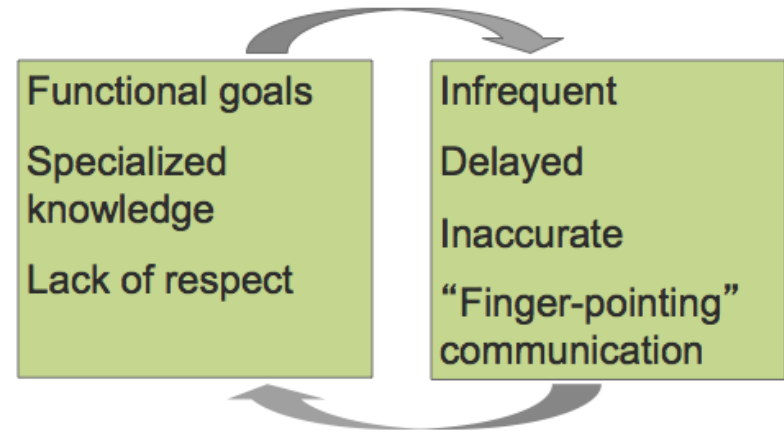 Functional goals
Specialized
knowledge
Lack of respect
Infrequent
Delayed
Inaccurate
“Finger-pointing”
communication